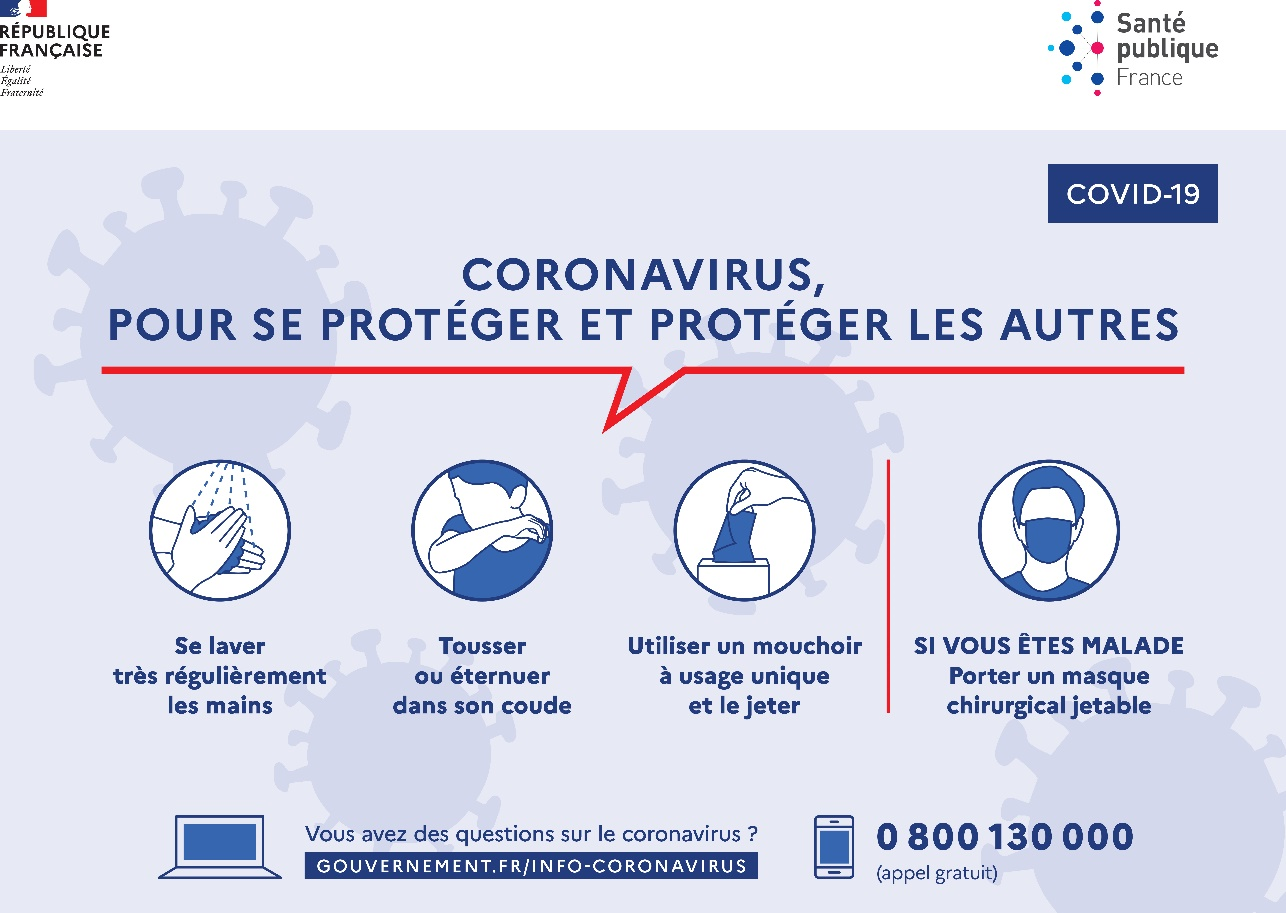 RÉPUBLIQUE
FRANÇAISE
Liberté
Égalité
Fraternité
Santé
publique
France
COVID-19
CORONAVIRUS,
POUR SE PROTÉGER ET PROTÉGER LES AUTRES
Se laver
très régulièrement
les mains
Tousser
ou éternuer
dans son coude
Utiliser un mouchoir
à usage unique
et le jeter
SI VOUS ÊTES MALADE
Porter un masque
chirurgical jetable
Vous avez des questions sur le coronavirus ?
GOUVERNEMENT.FR/INFO-CORONAVIRUS
0 800 130 000
(appel gratuit)